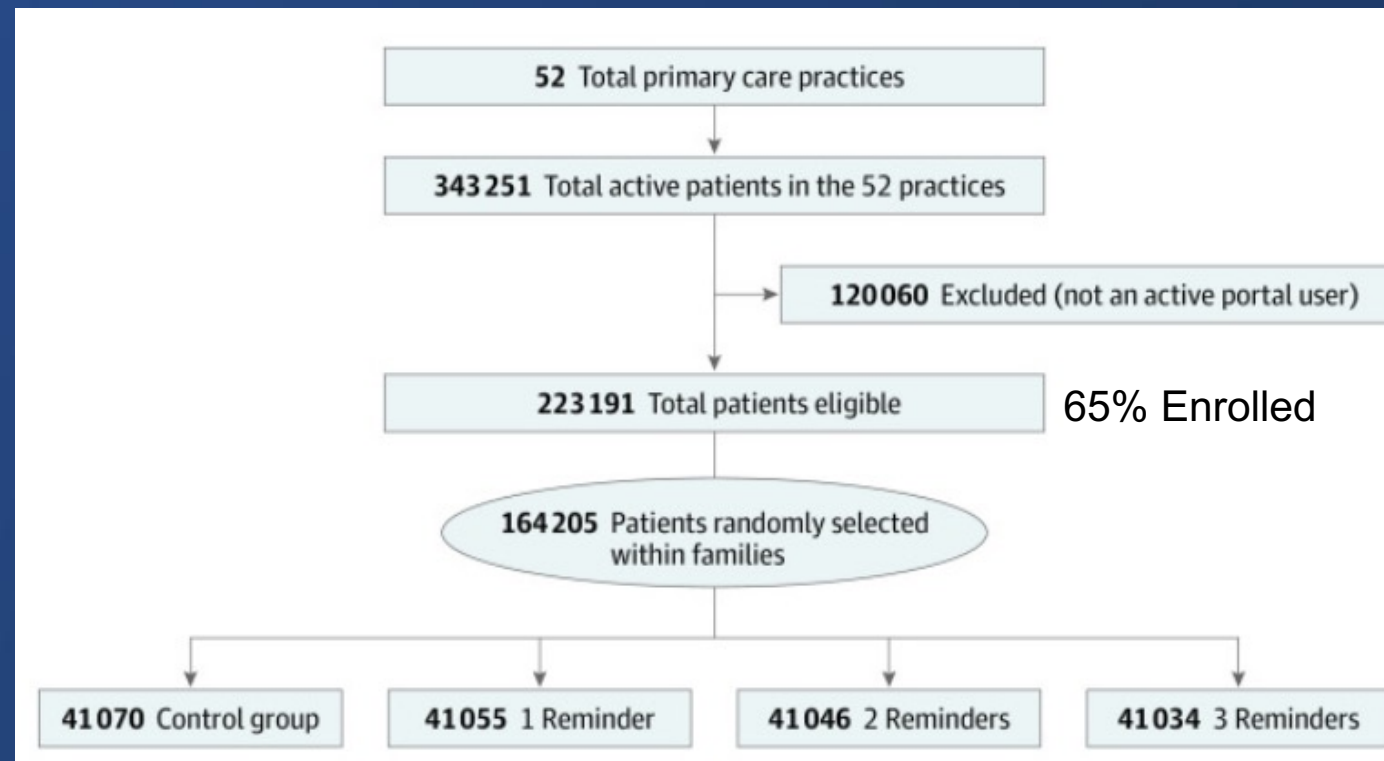 52 Total primary care practices
343251 Total active patients in the 52 practices
120060 Excluded (not an active portal user)
223191 Total patients eligible
65% Enrolled
164205 Patients randomly selected
within families
41070 Control group
41055 1 Reminder
41046 2 Reminders
41034 3 Reminders